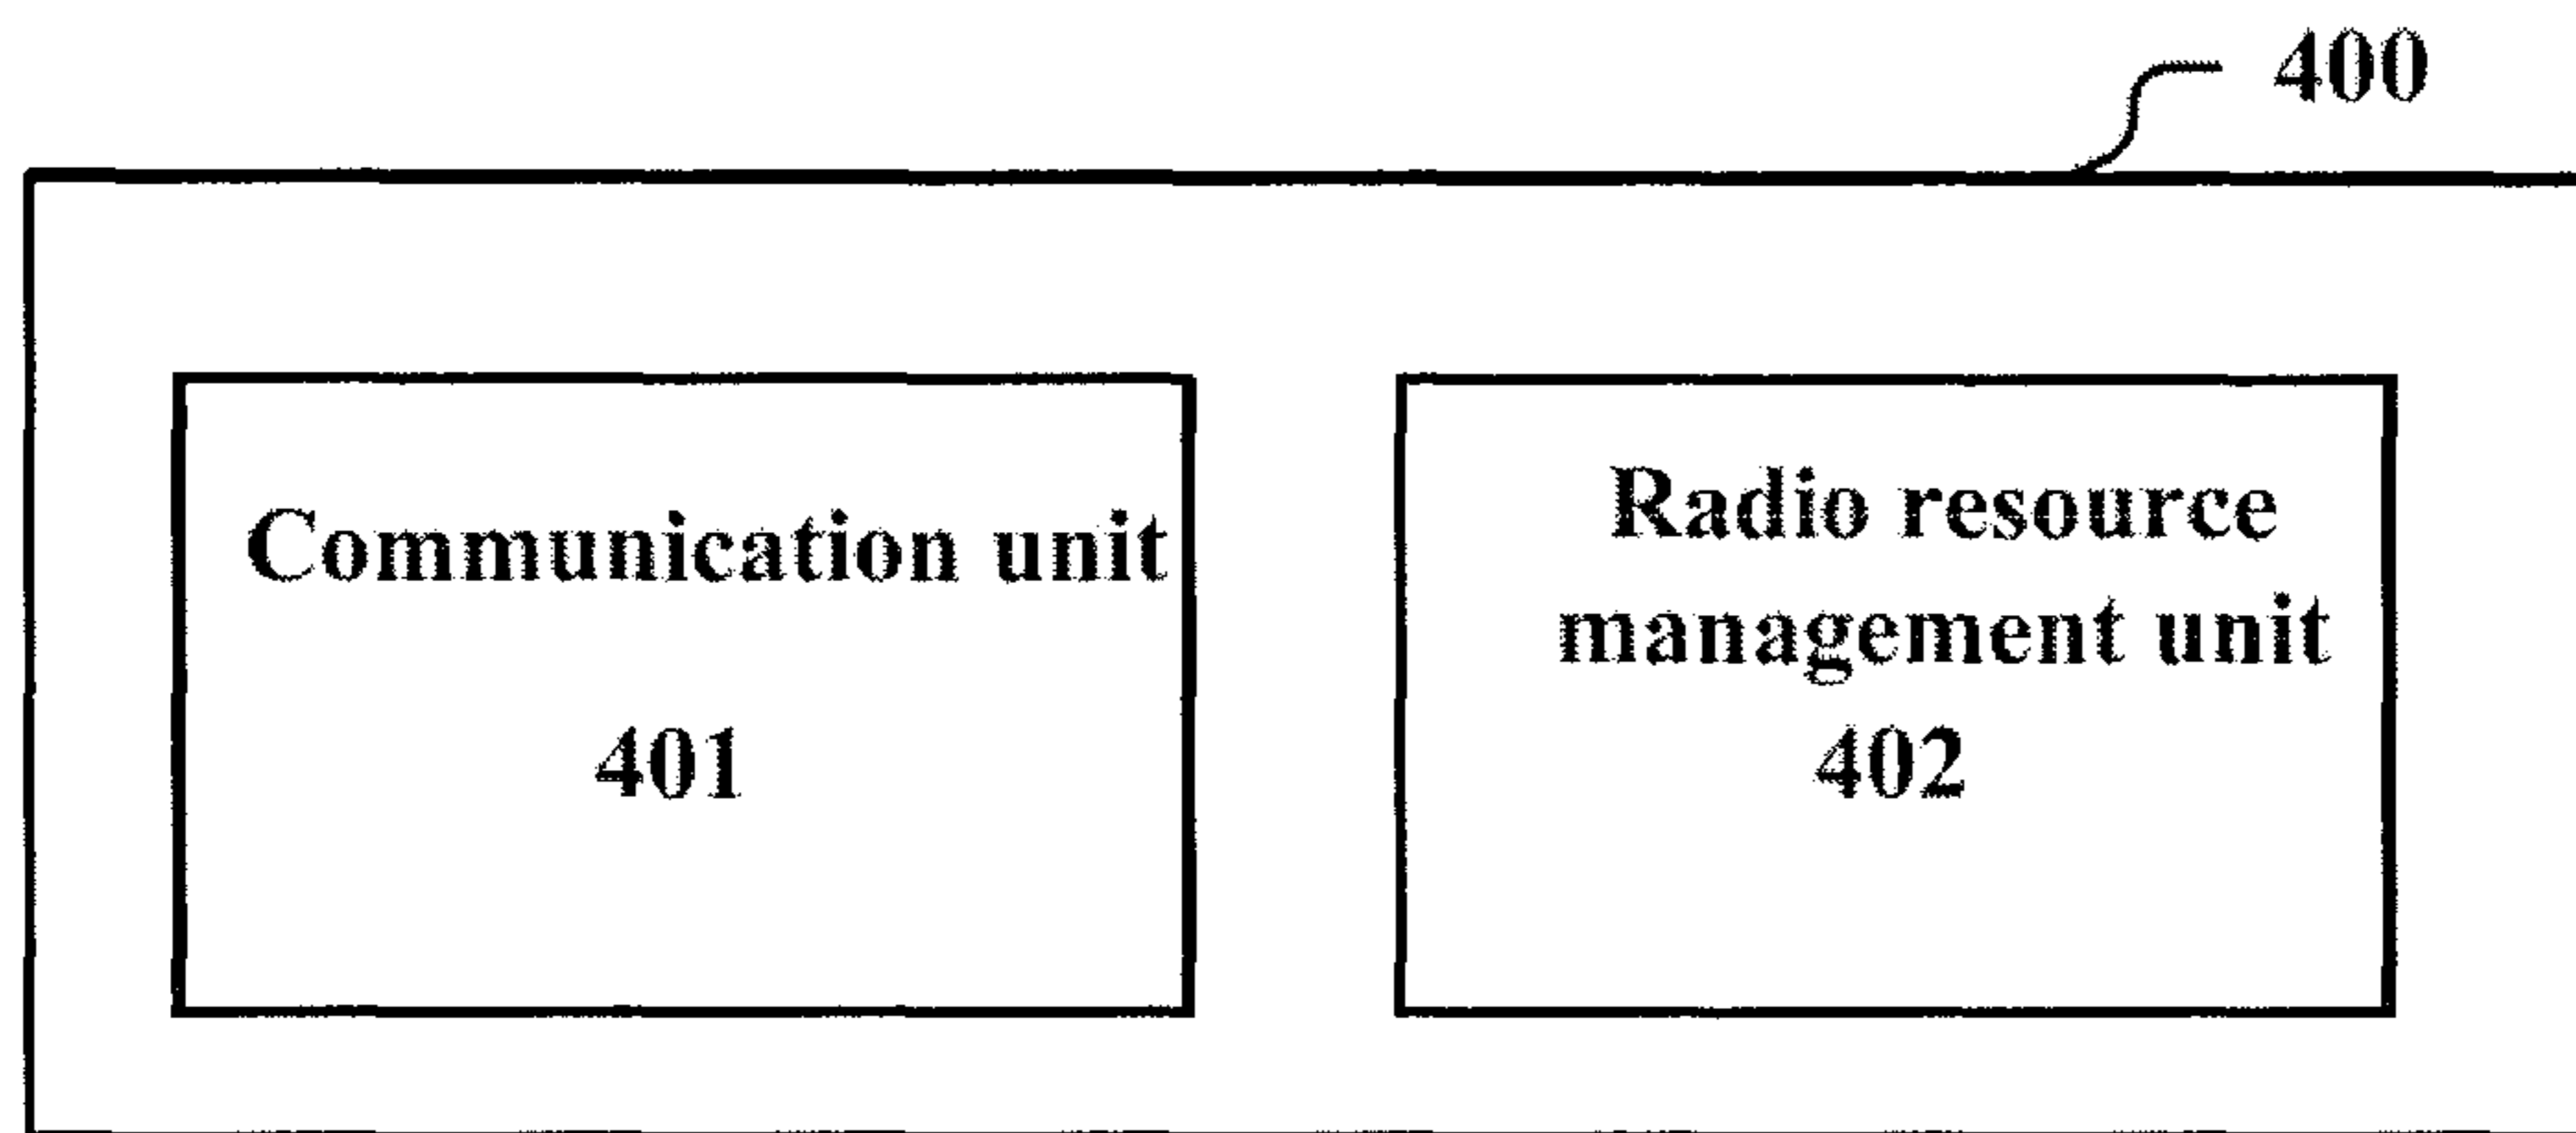 400
Communication unit
401
Radio resource
management unit
402